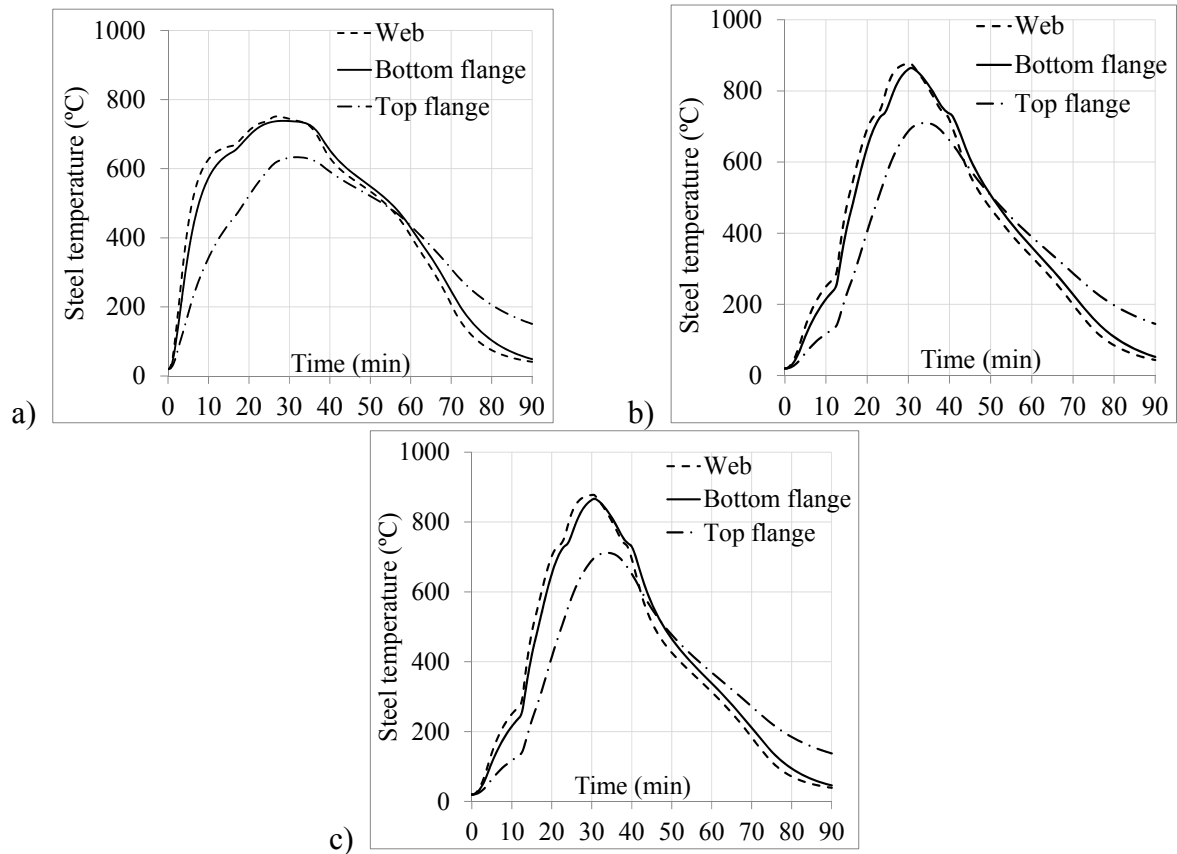 1000
800
600
400
200
0
Steel temperature (ºC)
Web
Bottom flange
Top flange
Time (min)
0 10 20 30 40 50 60 70 80 90
a)
1000
800
600
400
200
0
Steel temperature (ºC)
Web
Bottom flange
Top flange
Time (min)
0 10 20 30 40 50 60 70 80 90
b)
1000
800
600
400
200
0
Steel temperature (ºC)
Web
Bottom flange
Top flange
Time (min)
0 10 20 30 40 50 60 70 80 90
c)